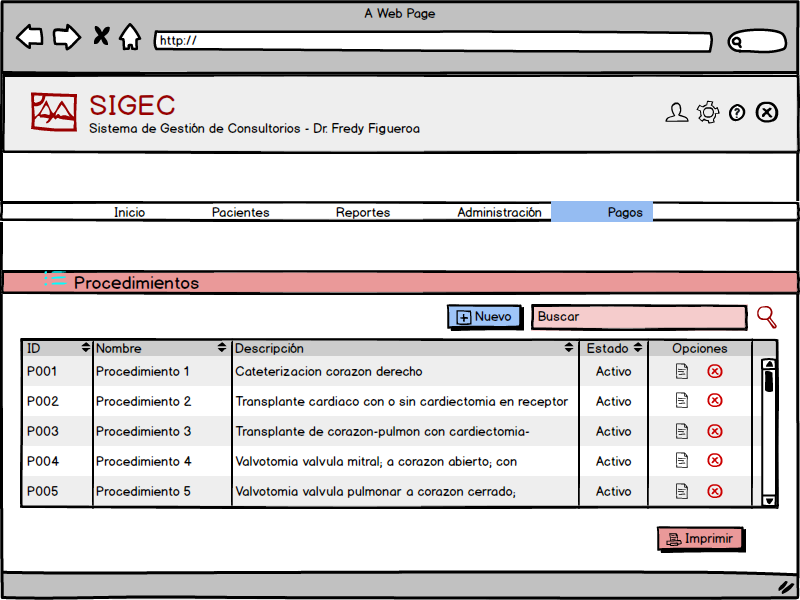 A Web Page
http://
SIGEC
Sistema de Gestión de Consultorios - Dr. Fredy Figueroa
Inicio Pacientes Reportes Administración Pagos
Procedimientos
Nuevo Buscar
ID Nombre Descripción Estado Opciones
P001 Procedimiento 1 Cateterizacion corazon derecho Activo
P002 Procedimiento 2 Transplante cardiaco con o sin cardiectomia en receptor Activo
P003 Procedimiento 3 Transplante de corazon-pulmon con cardiectomia- Activo
P004 Procedimiento 4 Valvotomia valvula mitral; a corazon abierto; con Activo
P005 Procedimiento 5 Valvotomia valvula pulmonar a corazon cerrado; Activo
Imprimir